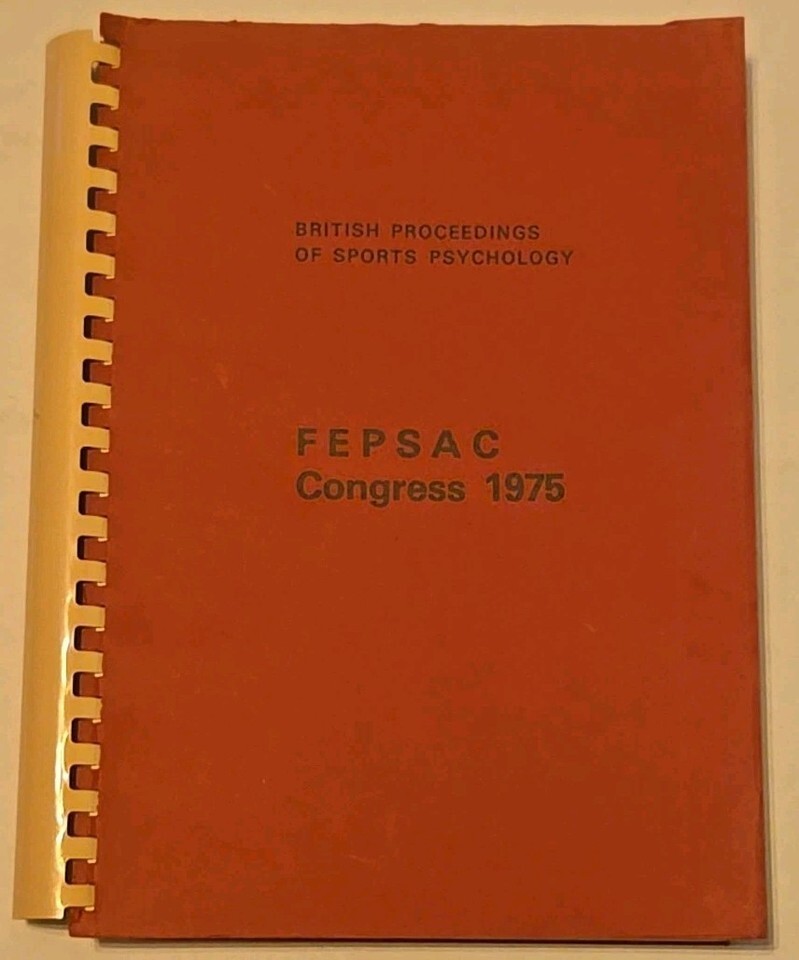 BRITISH PROCEEDINGS
OF SPORTS PSYCHOLOGY
FEPSAC
Congress 1975